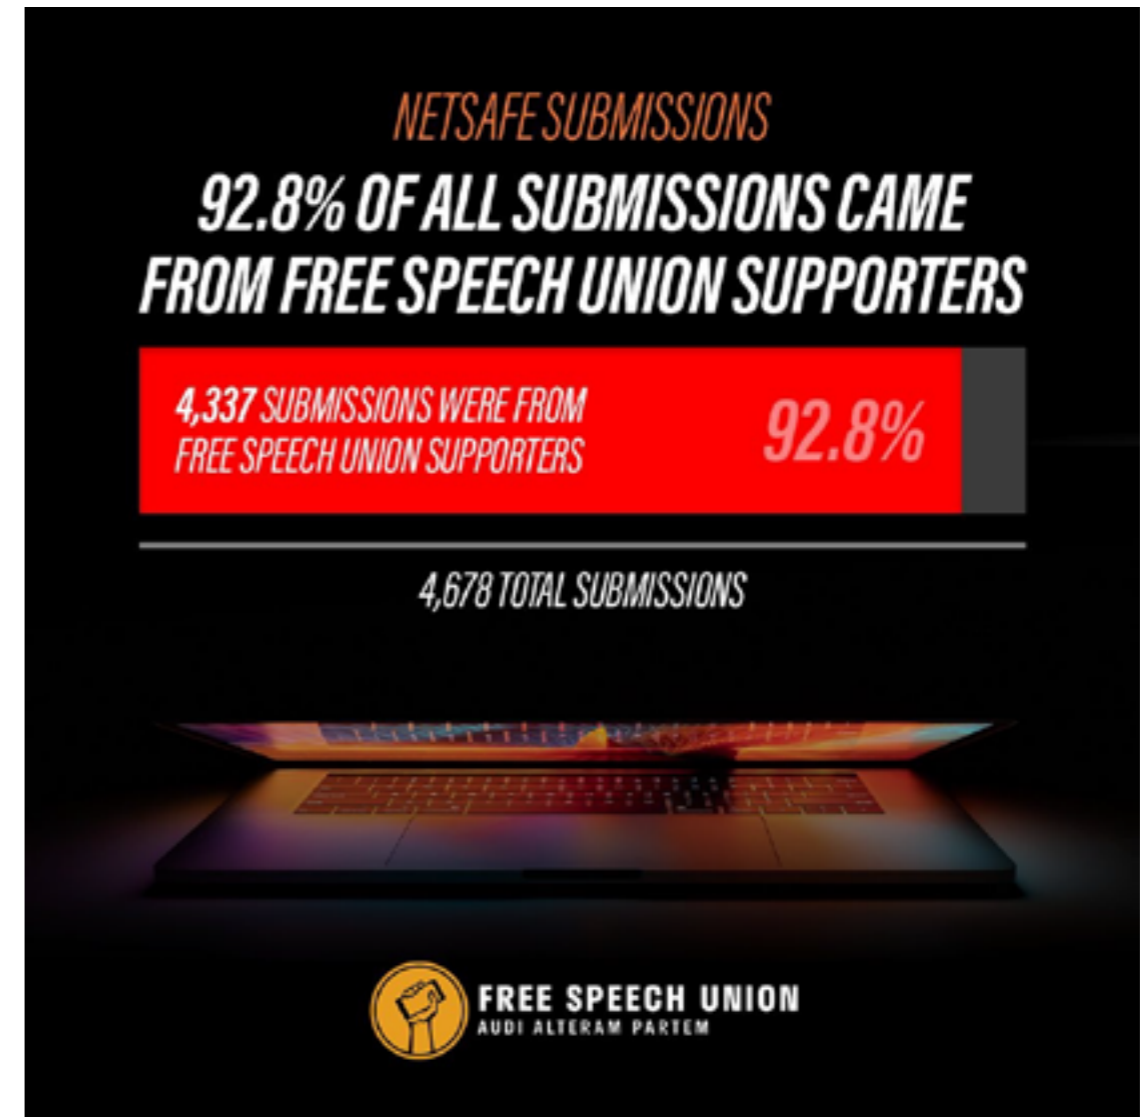 NETSAFE SUBMISSIONS
92.8% OF ALL SUBMISSIONS CAME
FROM FREE SPEECH UNION SUPPORTERS
4,337 SUBMISSIONS WERE FROM
FREE SPEECH UNION SUPPORTERS
92.8%
4,678 TOTAL SUBMISSIONS
FREE SPEECH UNION
AUDI ALTERAM PARTEM